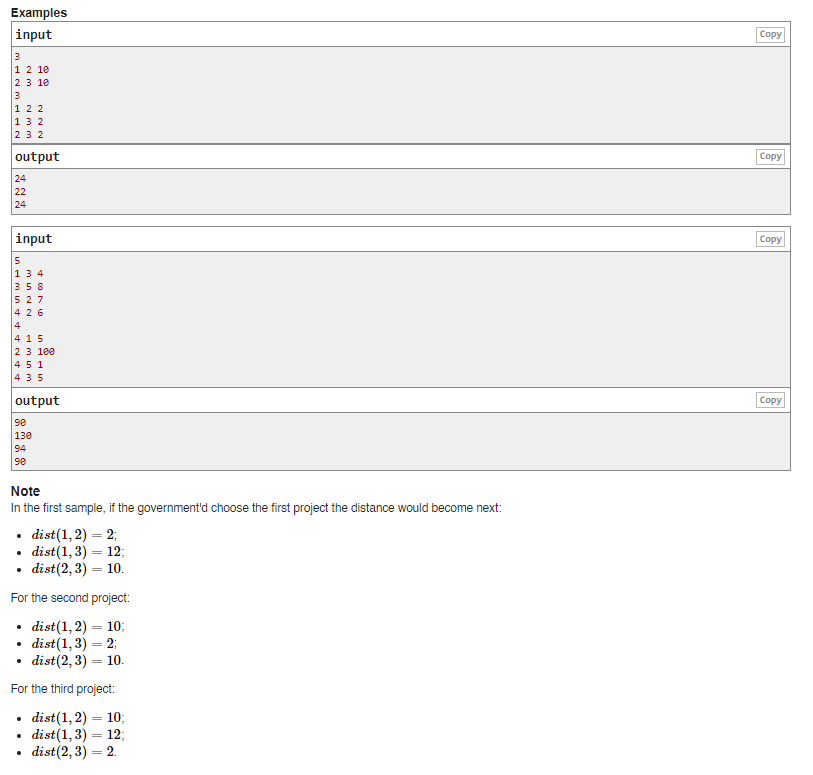 Examples
input
Copy
3
1 2 10
2 3 10
3
1 2 2
1 3 2
2 3 2
output
Copy
24
22
24
input
Copy
5
1 3 4
3 5 8
5 2 7
4 2 6
4
4 1 5
2 3 100
4 5 1
4 3 5
output
Copy
90
130
94
90
Note
In the first sample, if the government'd choose the first project the distance would become next:
• dist(1, 2) = 2;
• dist(1, 3) = 12;
• dist(2, 3) = 10.
For the second project:
• dist(1, 2) = 10;
• dist(1, 3) = 2;
• dist(2, 3) = 10.
For the third project:
• dist(1, 2) = 10;
• dist(1, 3) = 12;
• dist(2, 3) = 2.